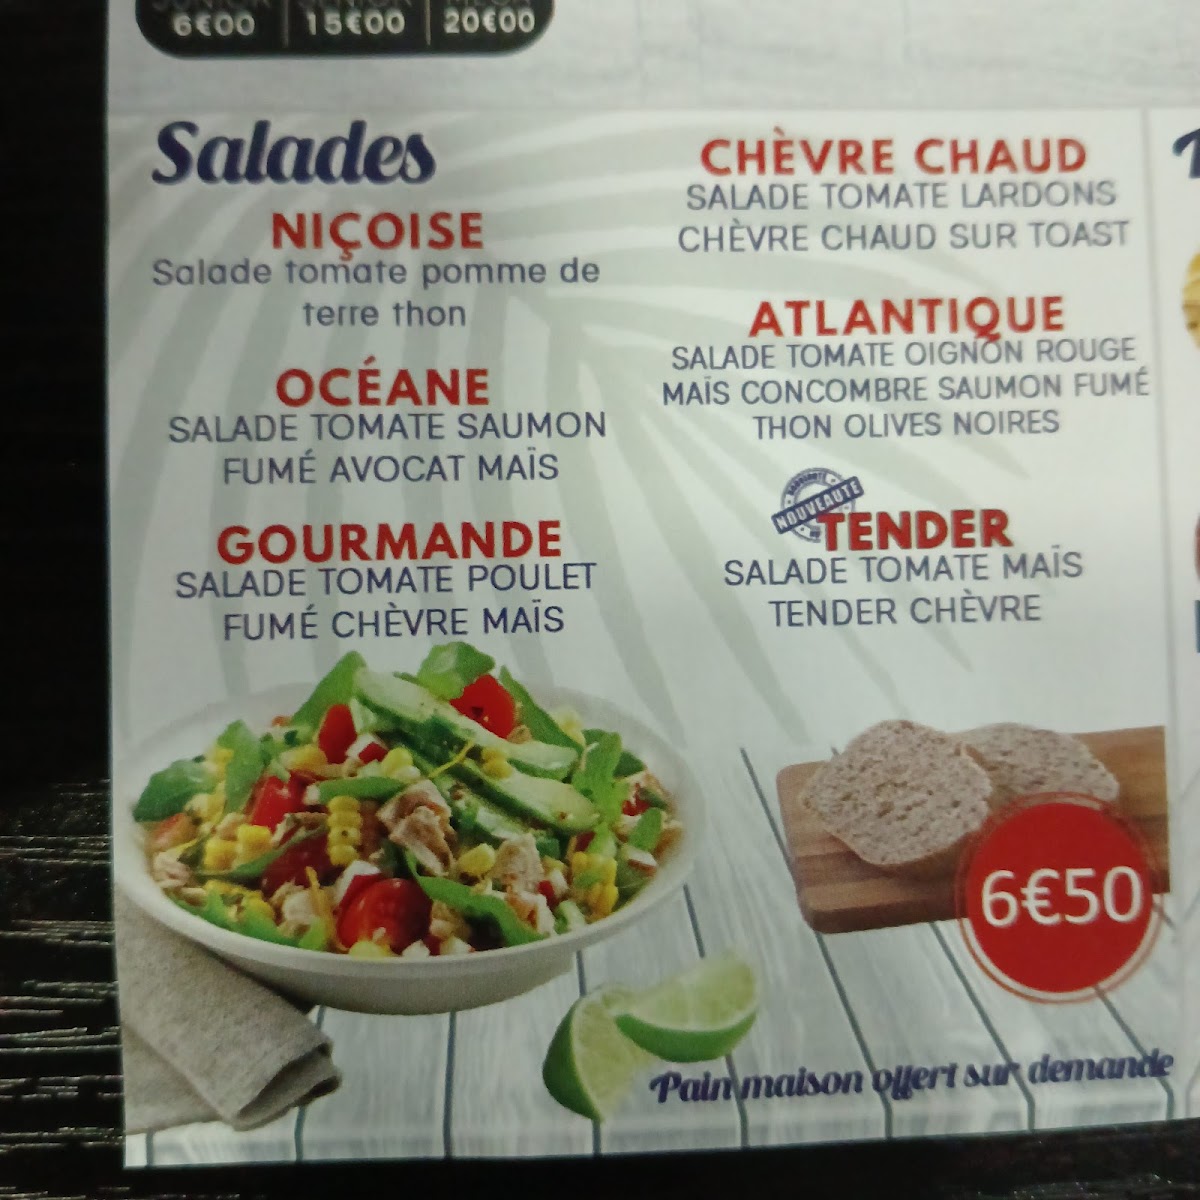 6€00 15€00 20€00
Salades
NIÇOISE
Salade tomate pomme de
terre thon
OCÉANE
SALADE TOMATE SAUMON
FUMÉ AVOCAT MAÏS
GOURMANDE
SALADE TOMATE POULET
FUMÉ CHÈVRE MAÏS
CHÈVRE CHAUD
SALADE TOMATE LARDONS
CHÈVRE CHAUD SUR TOAST
ATLANTIQUE
SALADE TOMATE OIGNON ROUGE
MAÏS CONCOMBRE SAUMON FUMÉ
THON OLIVES NOIRES
NOUVEAUTE
TENDER
SALADE TOMATE MAÏS
TENDER CHÈVRE
6€50
Pain maison offert sur demande